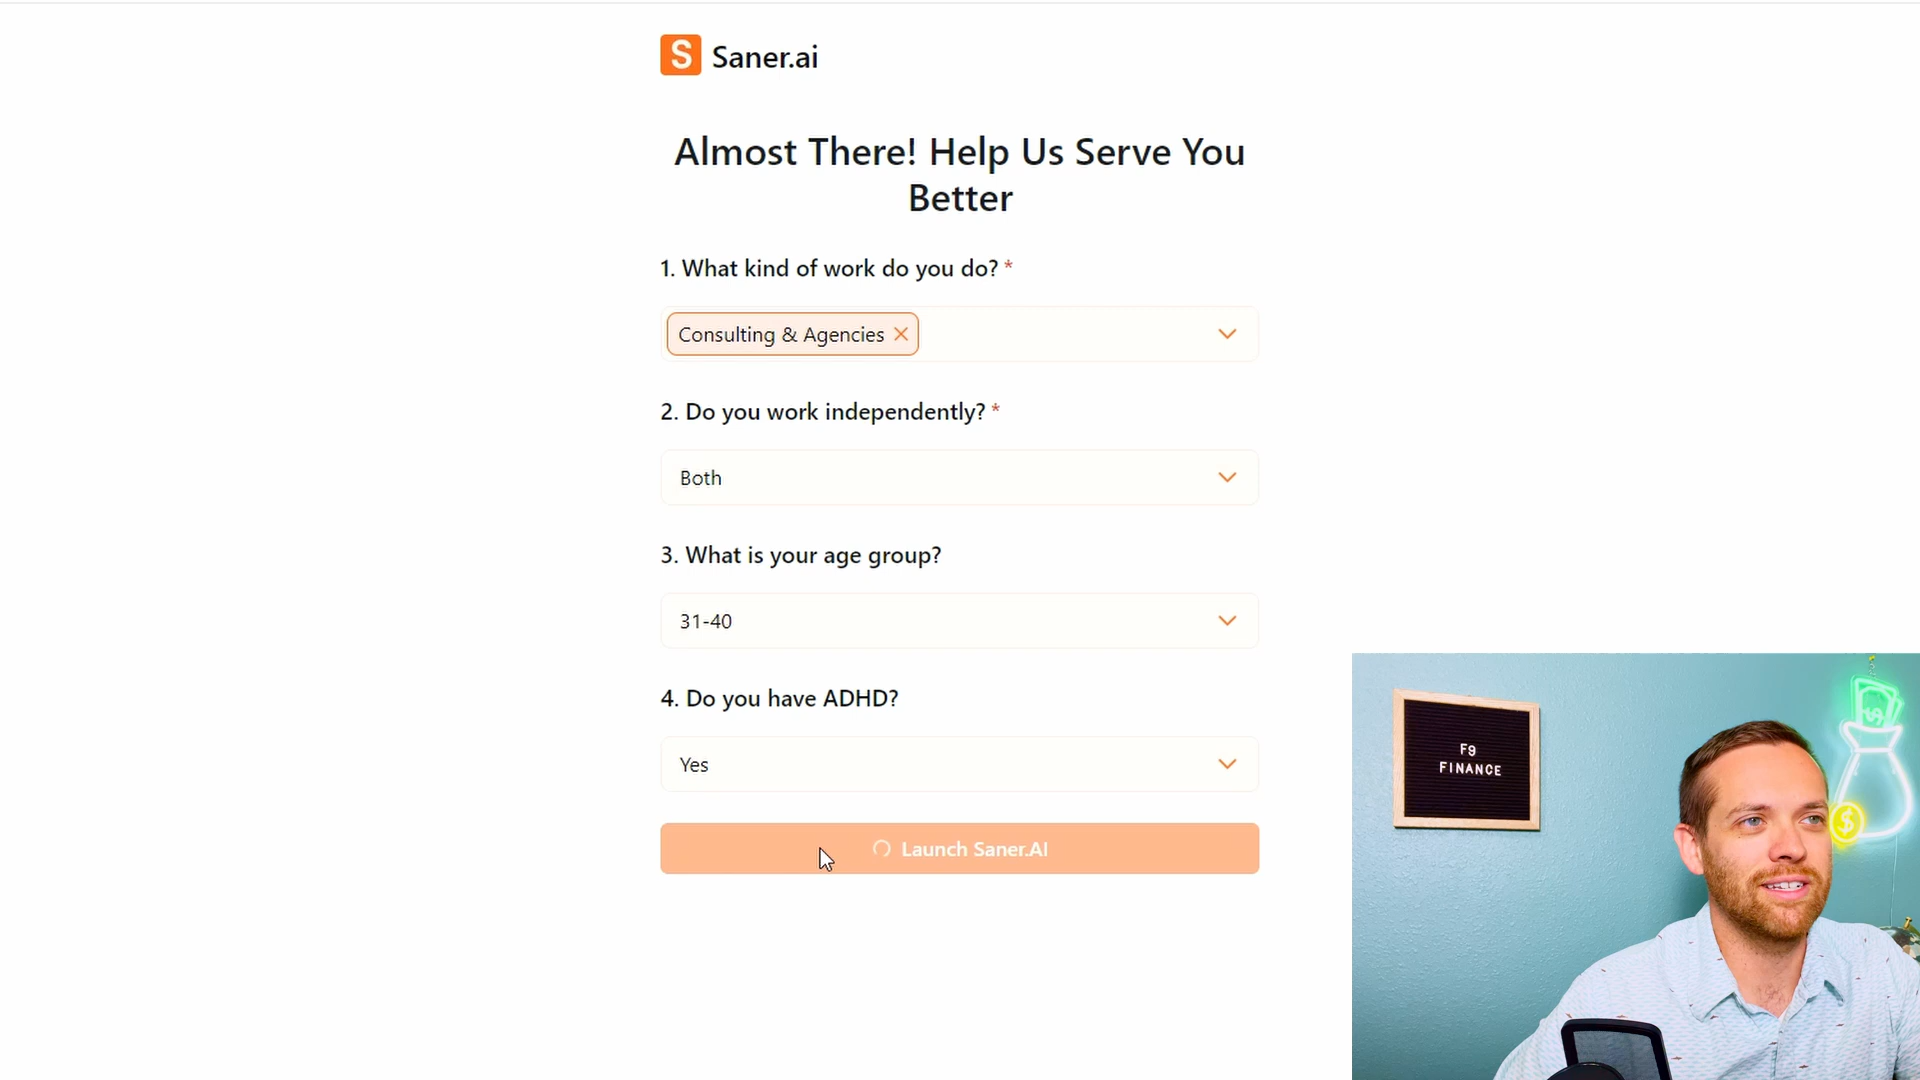 S Saner.ai
Almost There! Help Us Serve You
Better
1. What kind of work do you do? *
Consulting & Agencies
2. Do you work independently? *
Both
3. What is your age group?
31-40
4. Do you have ADHD?
Yes
Launch Saner.AI
F9
FINANCE
$
$